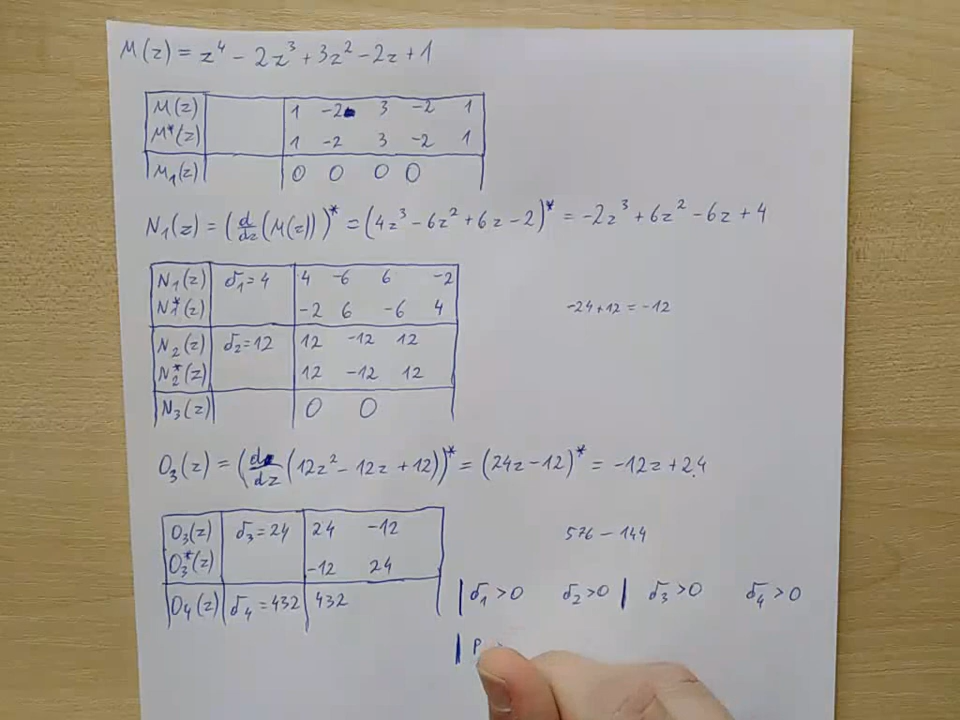 M(z) = z⁴ - 2z³ + 3z² - 2z + 1
M(z) 1 -2 3 -2 1
M*(z) 1 -2 3 -2 1
M₁(z) 0 0 0 0
N₁(z) = (d/dz (M(z)))* = (4z³ - 6z² + 6z - 2)* = -2z³ + 6z² - 6z + 4
N₁(z) δ₁=4 4 -6 6 -2
N₁*(z) -2 6 -6 4
-24+12 = -12
N₂(z) δ₂=12 12 -12 12
N₂*(z) 12 -12 12
N₃(z) 0 0
O₃(z) = (d/dz (12z² - 12z + 12))* = (24z - 12)* = -12z + 24
O₃(z) δ₃=24 24 -12
O₃*(z) -12 24
576 - 144
O₄(z) δ₄=432 432
δ₁>0 δ₂>0 | δ₃>0 δ₄>0